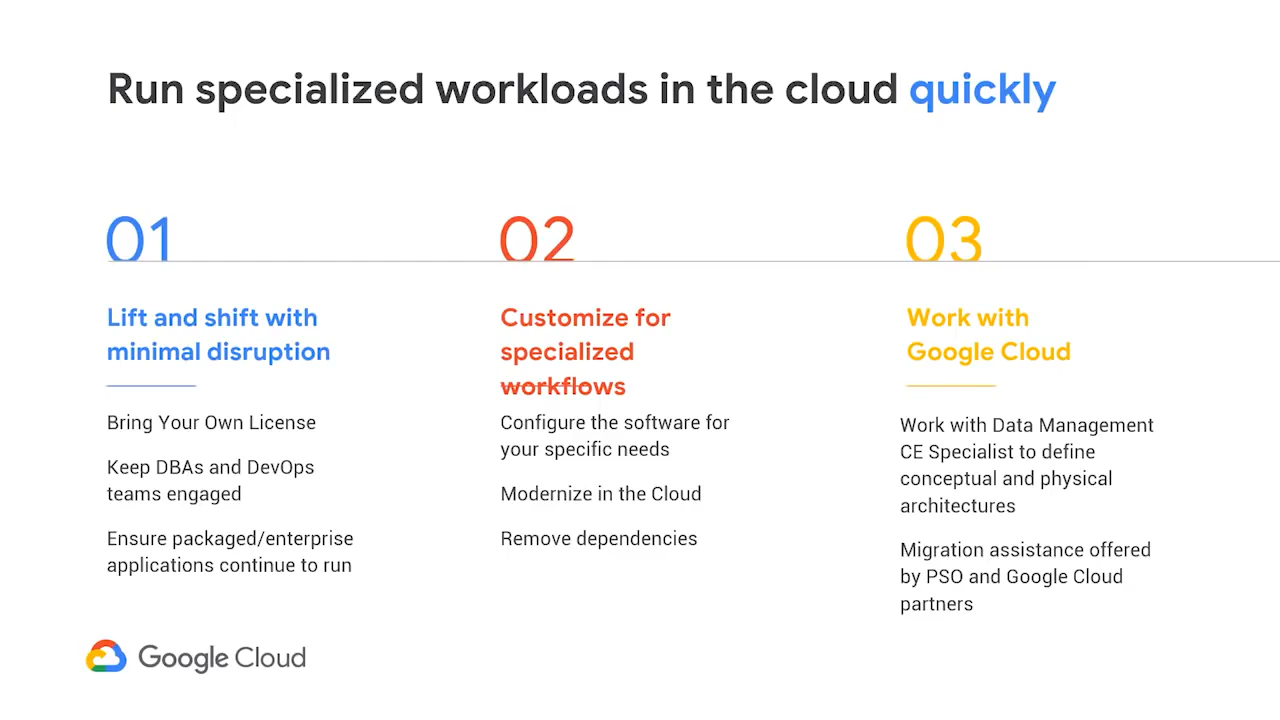 Run specialized workloads in the cloud quickly
01
Lift and shift with
minimal disruption
Bring Your Own License
Keep DBAs and DevOps
teams engaged
Ensure packaged/enterprise
applications continue to run
02
Customize for
specialized
workflows
Configure the software for
your specific needs
Modernize in the Cloud
Remove dependencies
03
Work with
Google Cloud
Work with Data Management
CE Specialist to define
conceptual and physical
architectures
Migration assistance offered
by PSO and Google Cloud
partners
Google Cloud